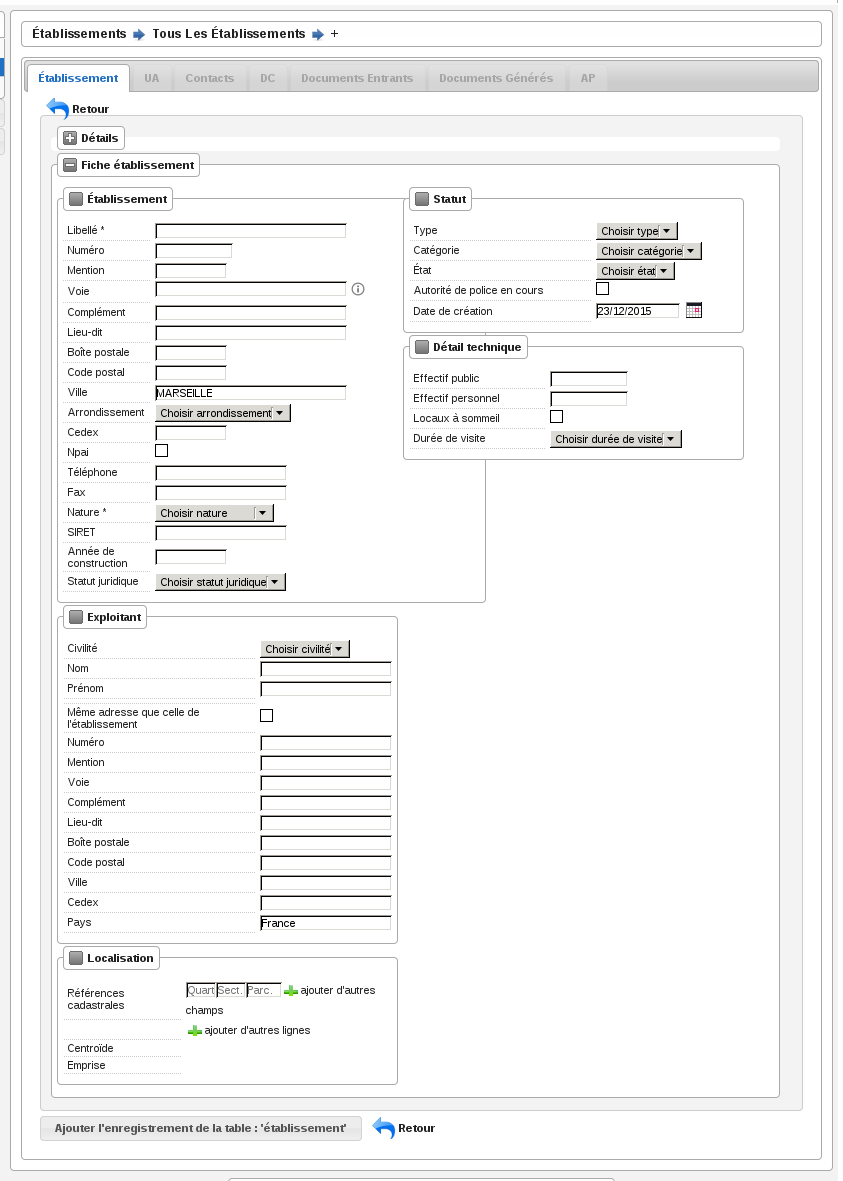 Établissements Tous Les Établissements +
Établissement UA Contacts DC Documents Entrants Documents Générés AP
Retour
Détails
Fiche établissement
Établissement
Libellé *
Numéro
Mention
Voie
Complément
Lieu-dit
Boîte postale
Code postal
Ville MARSEILLE
Arrondissement Choisir arrondissement
Cedex
Npai
Téléphone
Fax
Nature * Choisir nature
SIRET
Année de
construction
Statut juridique Choisir statut juridique
Statut
Type Choisir type
Catégorie Choisir catégorie
État Choisir état
Autorité de police en cours
Date de création 23/12/2015
Détail technique
Effectif public
Effectif personnel
Locaux à sommeil
Durée de visite Choisir durée de visite
Exploitant
Civilité Choisir civilité
Nom
Prénom
Même adresse que celle de
l'établissement
Numéro
Mention
Voie
Complément
Lieu-dit
Boîte postale
Code postal
Ville
Cedex
Pays France
Localisation
Références
cadastrales
Quart Sect. Parc. ajouter d'autres
champs
ajouter d'autres lignes
Centroïde
Emprise
Ajouter l'enregistrement de la table : 'établissement' Retour